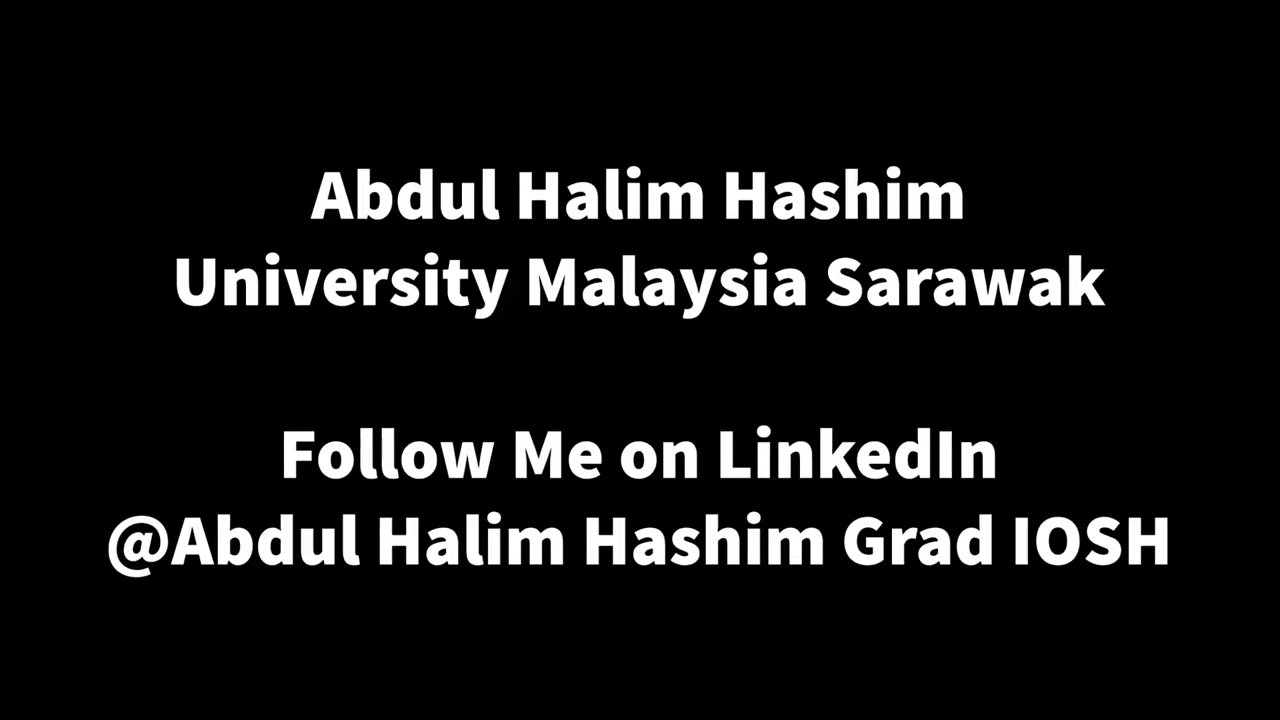 Abdul Halim Hashim
University Malaysia Sarawak
Follow Me on LinkedIn
@Abdul Halim Hashim Grad IOSH